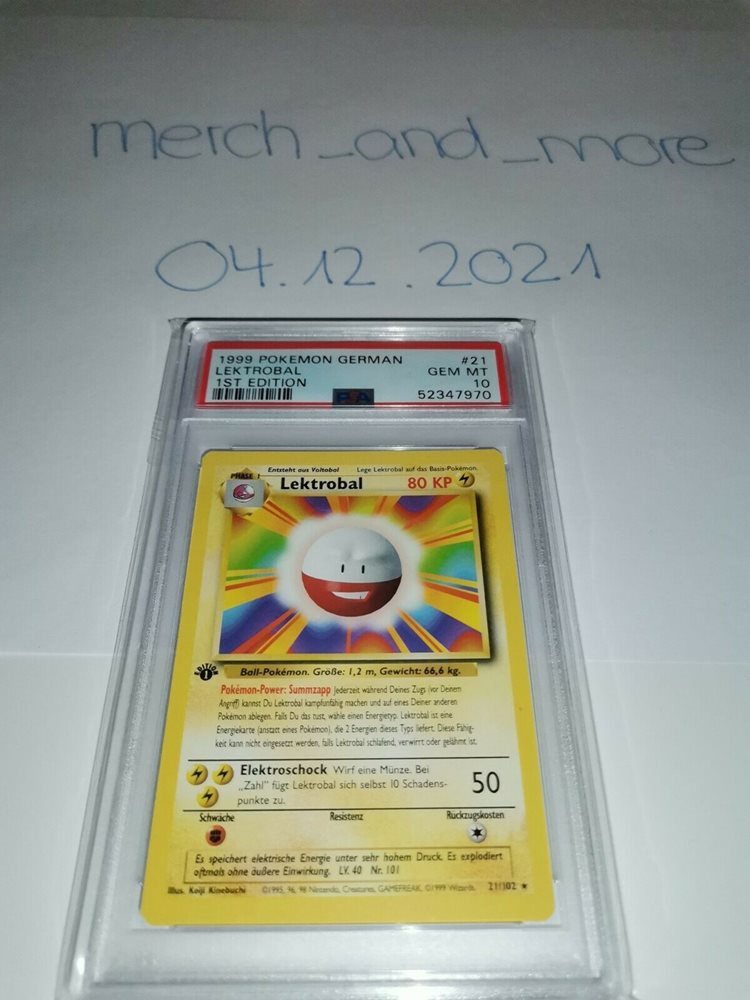 merch_and_more
04.12.2021
1999 POKEMON GERMAN #21
LEKTROBAL GEM MT
1ST EDITION 10
PSA 52347970
PHASE 1 Entsteht aus Voltobal Lege Lektrobal auf das Basis-Pokémon.
Lektrobal 80 KP
Ball-Pokémon. Größe: 1,2 m, Gewicht: 66,6 kg.
EDITION 1
Pokémon-Power: Summzapp Jederzeit während Deines Zugs (vor Deinem
Angriff) kannst Du Lektrobal kampfunfähig machen und auf eines Deiner anderen
Pokémon ablegen. Falls Du das tust, wähle einen Energietyp. Lektrobal ist eine
Energiekarte (anstatt eines Pokémon), die 2 Energien dieses Typs liefert. Diese Fähig-
keit kann nicht eingesetzt werden, falls Lektrobal schlafend, verwirrt oder gelähmt ist.
Elektroschock Wirf eine Münze. Bei
„Zahl" fügt Lektrobal sich selbst 10 Schadens- 50
punkte zu.
Schwäche Resistenz Rückzugskosten
Es speichert elektrische Energie unter sehr hohem Druck. Es explodiert
oftmals ohne äußere Einwirkung. LV. 40 Nr. 101
Illus. Keiji Kinebuchi ©1995, 96, 98 Nintendo, Creatures, GAMEFREAK. ©1999 Wizards. 21/102 ★